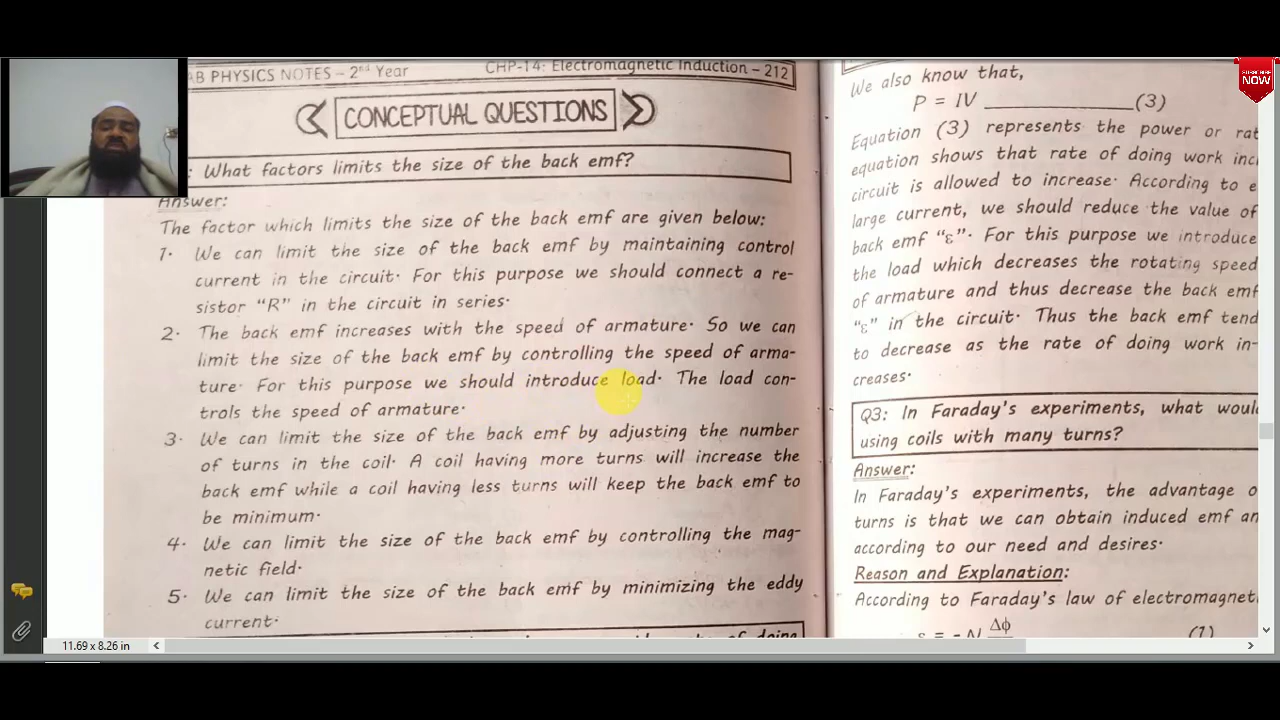 AB PHYSICS NOTES – 2nd Year
CHP-14: Electromagnetic Induction – 212
CONCEPTUAL QUESTIONS
: What factors limits the size of the back emf?
Answer:
The factor which limits the size of the back emf are given below:
1. We can limit the size of the back emf by maintaining control
current in the circuit. For this purpose we should connect a re-
sistor "R" in the circuit in series.
2. The back emf increases with the speed of armature. So we can
limit the size of the back emf by controlling the speed of arma-
ture. For this purpose we should introduce load. The load con-
trols the speed of armature.
3. We can limit the size of the back emf by adjusting the number
of turns in the coil. A coil having more turns will increase the
back emf while a coil having less turns will keep the back emf to
be minimum.
4. We can limit the size of the back emf by controlling the mag-
netic field.
5. We can limit the size of the back emf by minimizing the eddy
current.
We also know that,
P = IV ______________(3)
Equation (3) represents the power or rat
equation shows that rate of doing work inc
circuit is allowed to increase. According to e
large current, we should reduce the value of
back emf "ε". For this purpose we introduce
the load which decreases the rotating speed
of armature and thus decrease the back emf
"ε" in the circuit. Thus the back emf tend
to decrease as the rate of doing work in-
creases.
Q3: In Faraday's experiments, what woul
using coils with many turns?
Answer:
In Faraday's experiments, the advantage o
turns is that we can obtain induced emf an
according to our need and desires.
Reason and Explanation:
According to Faraday's law of electromagnet
ε = -N Δϕ (1)
SUBSCRIBE
NOW
11.69 x 8.26 in